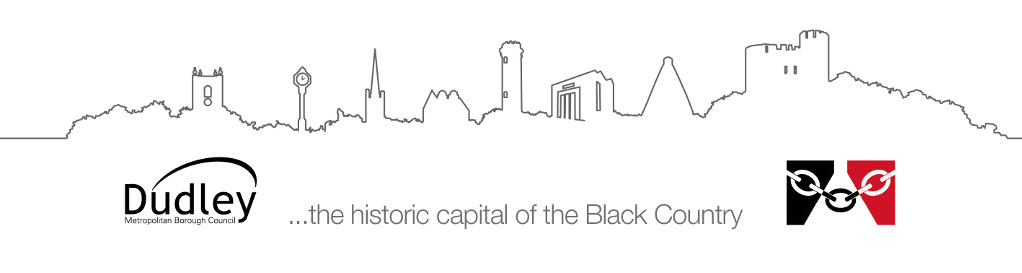 Dudley
Metropolitan Borough Council
...the historic capital of the Black Country